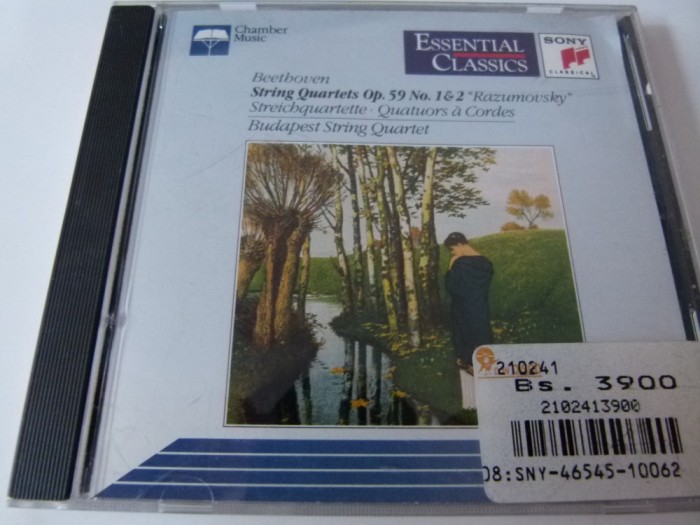 Chamber
Music
ESSENTIAL
CLASSICS
SONY
CLASSICAL
Beethoven
String Quartets Op. 59 No. 1 & 2 "Razumovsky"
Streichquartette · Quatuors à Cordes
Budapest String Quartet
210241
Bs. 3900
2102413900
08:SNY-46545-10062